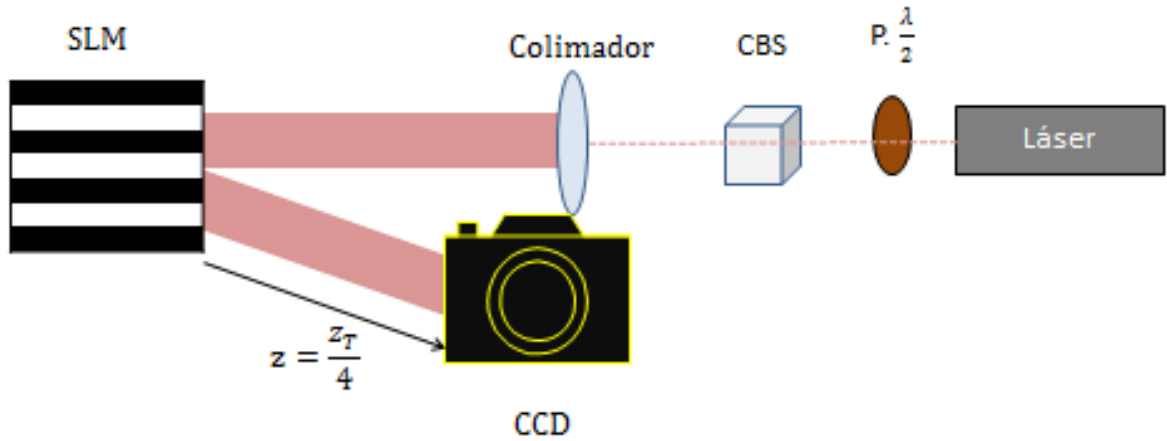 SLM
Colimador
CBS
P. λ/2
Láser
z = z_T/4
CCD